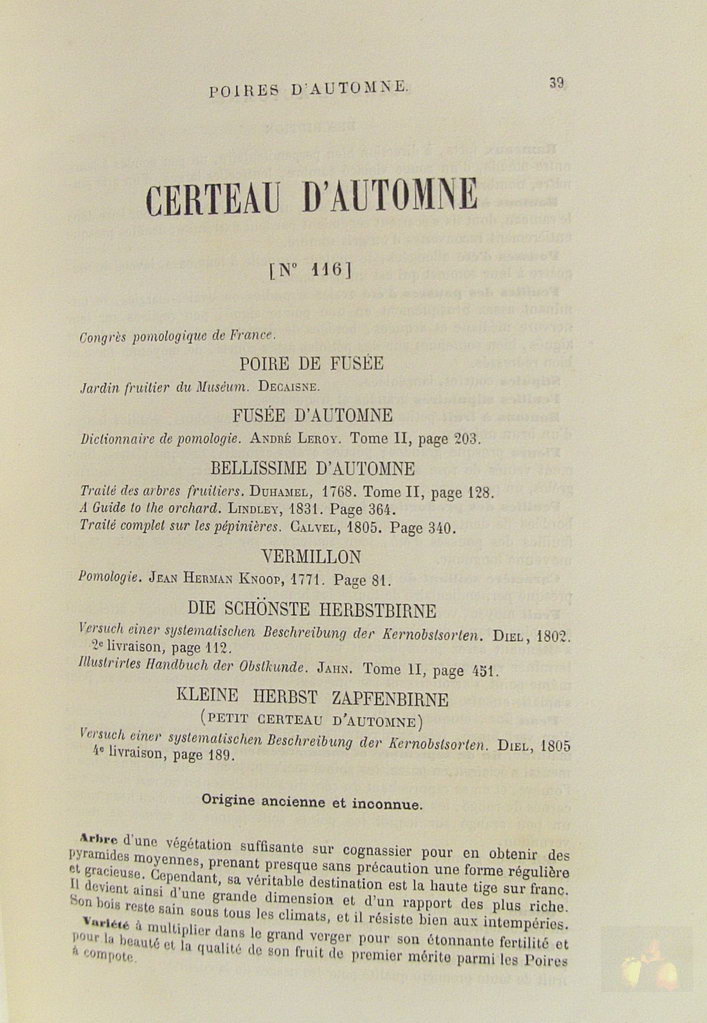 POIRES D'AUTOMNE.
39
CERTEAU D'AUTOMNE
[N° 116]
Congrès pomologique de France.
POIRE DE FUSÉE
Jardin fruitier du Muséum. DECAISNE.
FUSÉE D'AUTOMNE
Dictionnaire de pomologie. ANDRÉ LEROY. Tome II, page 203.
BELLISSIME D'AUTOMNE
Traité des arbres fruitiers. DUHAMEL, 1768. Tome II, page 128.
A Guide to the orchard. LINDLEY, 1831. Page 364.
Traité complet sur les pépinières. CALVEL, 1805. Page 340.
VERMILLON
Pomologie. JEAN HERMAN KNOOP, 1771. Page 81.
DIE SCHÖNSTE HERBSTBIRNE
Versuch einer systematischen Beschreibung der Kernobstsorten. DIEL, 1802.
2e livraison, page 112.
Illustrirtes Handbuch der Obstkunde. JAHN. Tome II, page 451.
KLEINE HERBST ZAPFENBIRNE
(PETIT CERTEAU D'AUTOMNE)
Versuch einer systematischen Beschreibung der Kernobstsorten. DIEL, 1805
4e livraison, page 189.
Origine ancienne et inconnue.
Arbre d'une végétation suffisante sur cognassier pour en obtenir des
pyramides moyennes, prenant presque sans précaution une forme régulière
et gracieuse. Cependant, sa véritable destination est la haute tige sur franc.
Il devient ainsi d'une grande dimension et d'un rapport des plus riche.
Son bois reste sain sous tous les climats, et il résiste bien aux intempéries.
Variété à multiplier dans le grand verger pour son étonnante fertilité et
pour la beauté et la qualité de son fruit de premier mérite parmi les Poires
à compote.